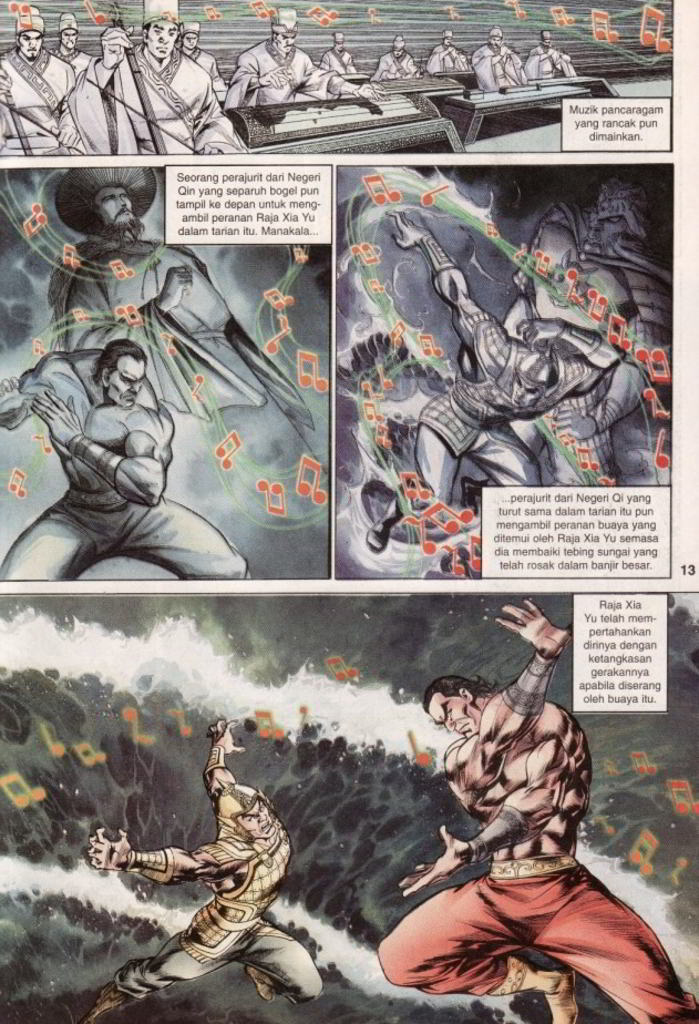 Muzik pancaragam
yang rancak pun
dimainkan.
Seorang perajurit dari Negeri
Qin yang separuh bogel pun
tampil ke depan untuk meng-
ambil peranan Raja Xia Yu
dalam tarian itu. Manakala...
...perajurit dari Negeri Qi yang
turut sama dalam tarian itu pun
mengambil peranan buaya yang
ditemui oleh Raja Xia Yu semasa
dia membaiki tebing sungai yang
telah rosak dalam banjir besar.
13
Raja Xia
Yu telah mem-
pertahankan
dirinya dengan
ketangkasan
gerakannya
apabila diserang
oleh buaya itu.